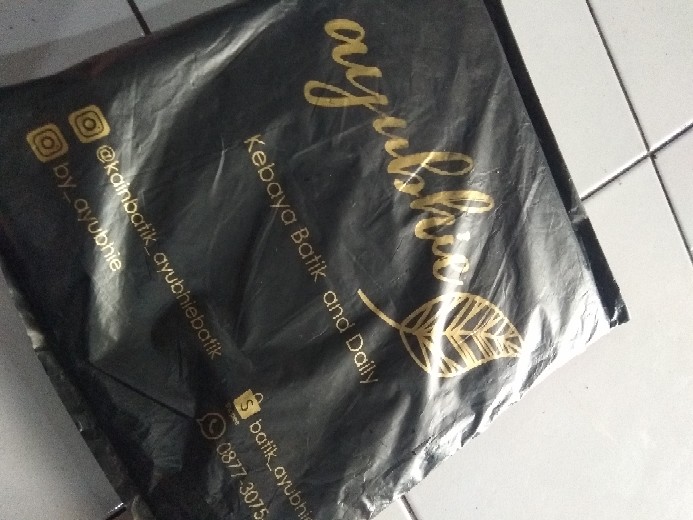 ayubhie
Kebaya Batik and Daily
@kainbatik_ayubhiebatik
by_ayubhie
batik_ayubhie
0877-3075-